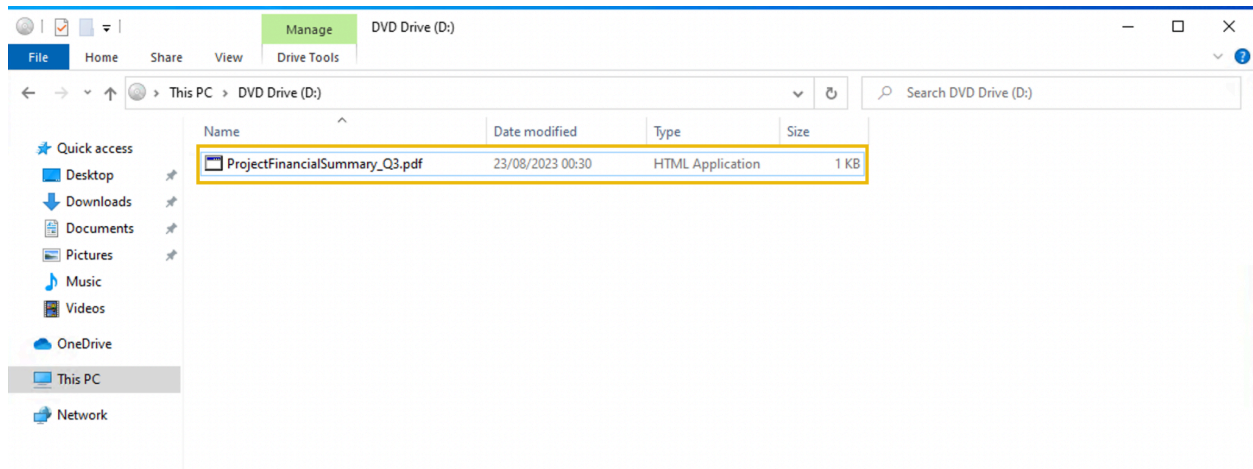 Manage DVD Drive (D:)
File Home Share View Drive Tools
This PC > DVD Drive (D:) Search DVD Drive (D:)
Name Date modified Type Size
ProjectFinancialSummary_Q3.pdf 23/08/2023 00:30 HTML Application 1 KB
Quick access
Desktop
Downloads
Documents
Pictures
Music
Videos
OneDrive
This PC
Network